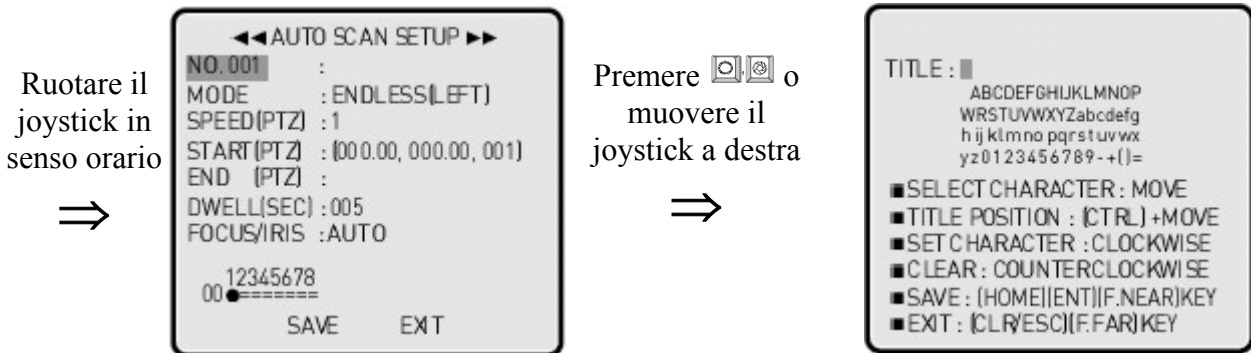 Ruotare il
joystick in
senso orario
⇒
◄◄AUTO SCAN SETUP►►
NO. 001 :
MODE : ENDLESS(LEFT)
SPEED(PTZ) : 1
START(PTZ) : (000.00, 000.00, 001)
END (PTZ) :
DWELL(SEC) : 005
FOCUS/IRIS : AUTO
12345678
00●=======
SAVE EXIT
Premere o
muovere il
joystick a destra
⇒
TITLE :
ABCDEFGHIJKLMNOP
WRSTUVWXYZabcdefg
hijklmnopqrstuvwx
yz0123456789-+()=
■SELECT CHARACTER : MOVE
■TITLE POSITION : (CTRL)+MOVE
■SET CHARACTER : CLOCKWISE
■CLEAR : COUNTERCLOCKWISE
■SAVE : (HOME)(ENT)(F.NEAR)KEY
■EXIT : (CLR/ESC)(F.FAR)KEY